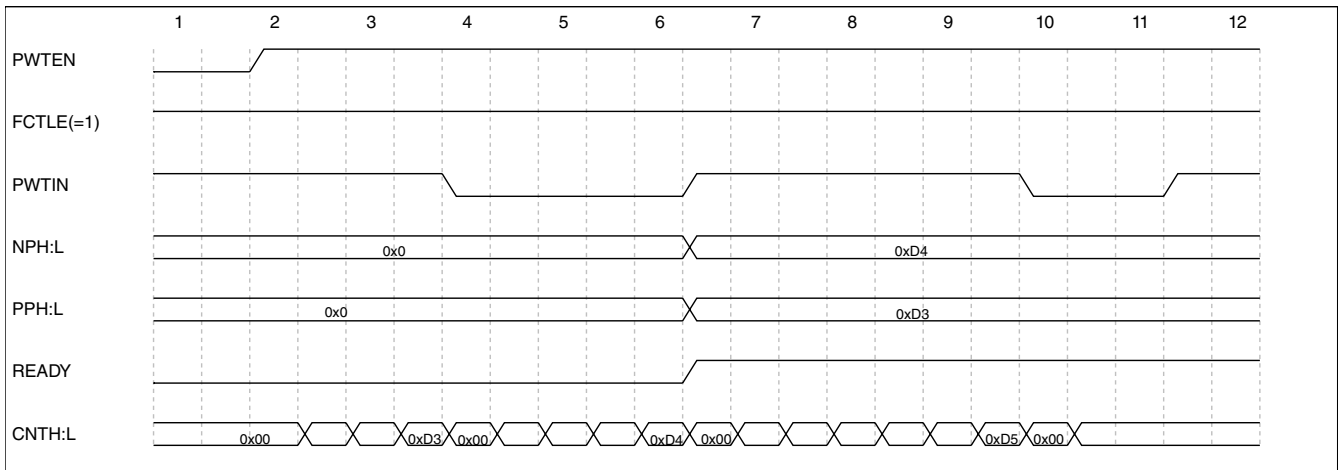 1 2 3 4 5 6 7 8 9 10 11 12
PWTEN
FCTLE(=1)
PWTIN
NPH:L 0x0 0xD4
PPH:L 0x0 0xD3
READY
CNTH:L 0x00 0xD3 0x00 0xD4 0x00 0xD5 0x00